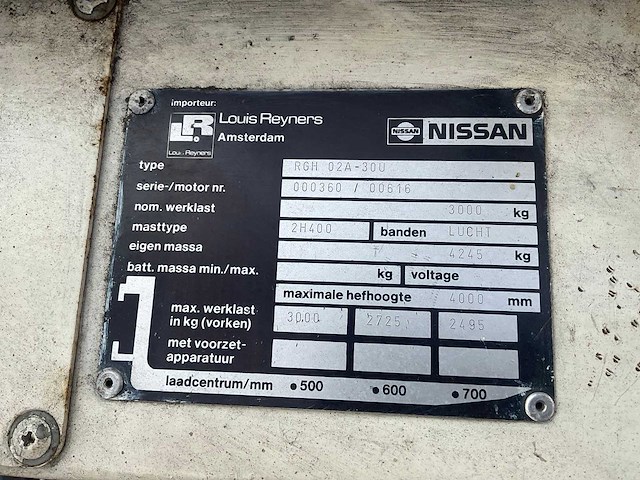 importeur:
LR.
Louis Reyners
Louis Reyners
Amsterdam
NISSAN
NISSAN
type RGH 02A-30U
serie-/motor nr. 000360 / 00616
nom. werklast 3000 kg
masttype 2H400 banden LUCHT
eigen massa 4245 kg
batt. massa min./max. kg voltage
maximale hefhoogte 4000 mm
max. werklast
in kg (vorken) 3000 2725 2495
met voorzet-
apparatuur
laadcentrum/mm •500 •600 •700